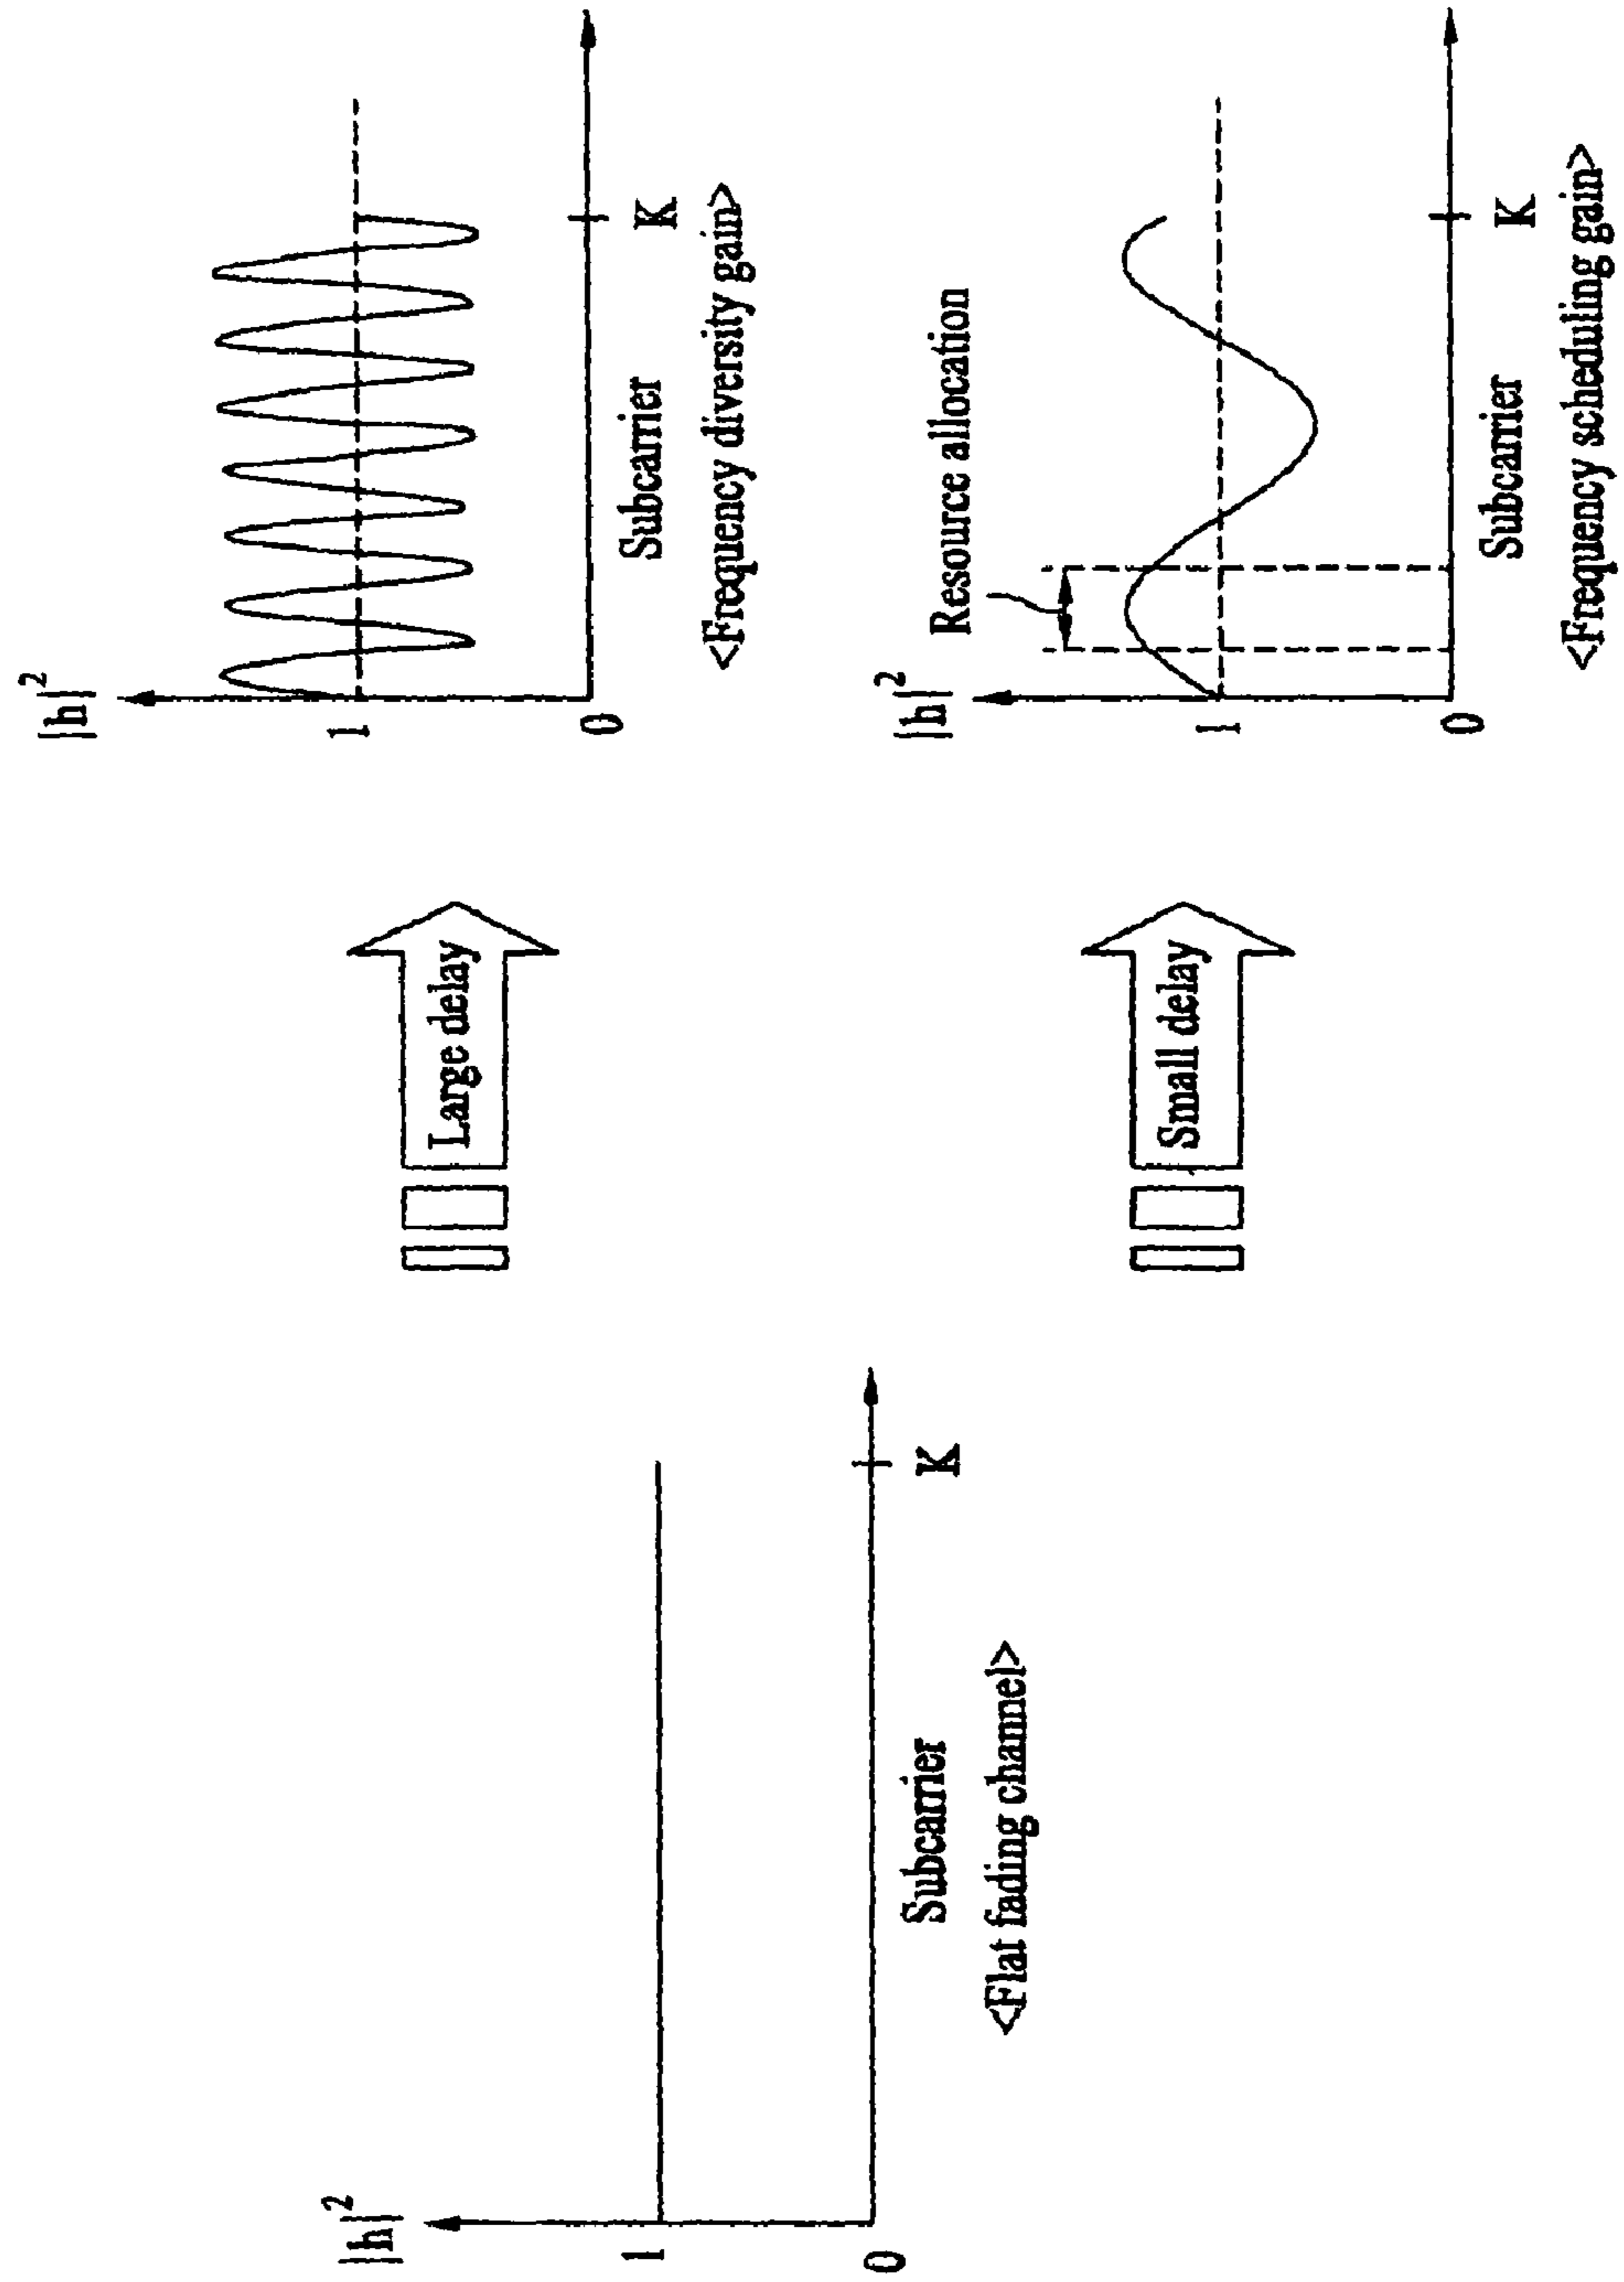 |h|²
1
0
K
Subcarrier
<Flat fading channel>
Large delay
|h|²
1
0
K
Subcarrier
<Frequency diversity gain>
Small delay
|h|²
Resource allocation
1
0
K
Subcarrier
<Frequency scheduling gain>